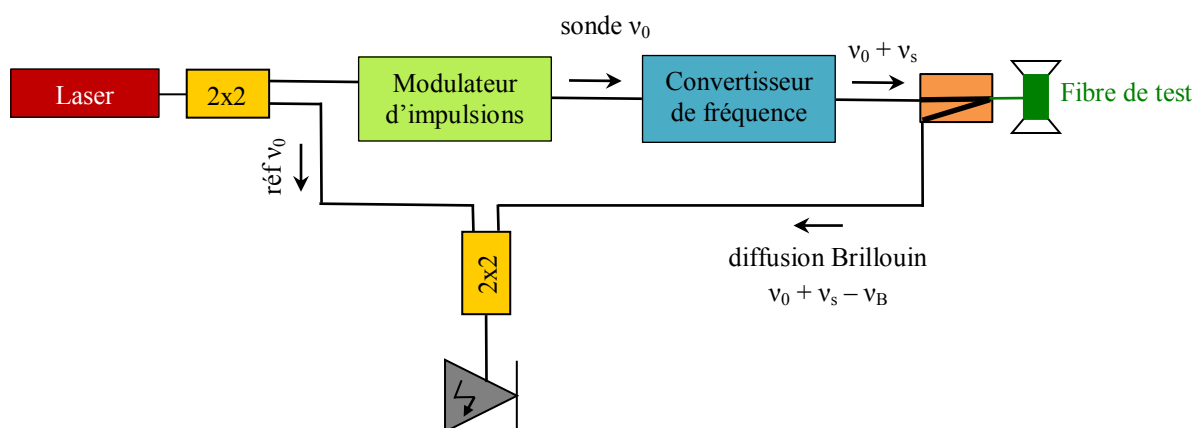 sonde ν₀
ν₀ + νₛ
Laser
2x2
Modulateur
d'impulsions
Convertisseur
de fréquence
Fibre de test
réf ν₀
2x2
diffusion Brillouin
ν₀ + νₛ – ν_B